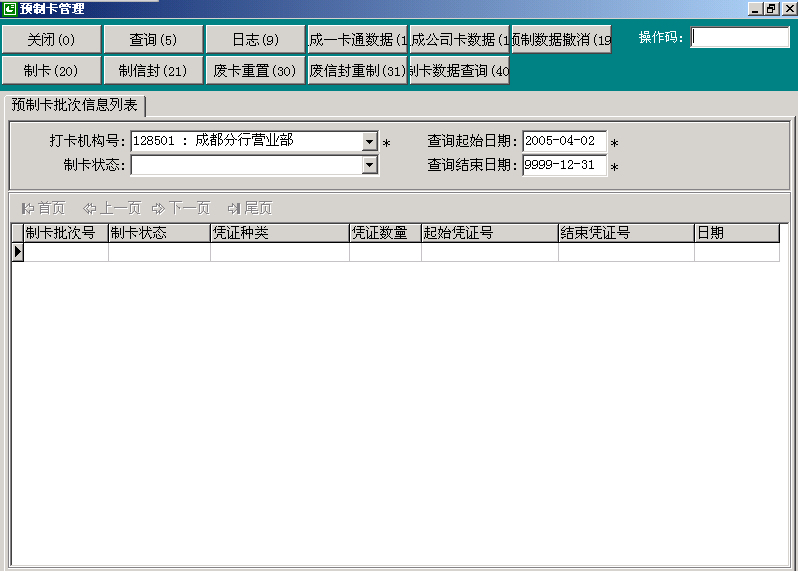 预制卡管理
关闭(0) 查询(5) 日志(9) 成一卡通数据(1 成公司卡数据(1 预制数据撤消(19 操作码:
制卡(20) 制信封(21) 废卡重置(30) 废信封重制(31) 制卡数据查询(40
预制卡批次信息列表
打卡机构号: 128501 : 成都分行营业部 * 查询起始日期: 2005-04-02 *
制卡状态: 查询结束日期: 9999-12-31 *
首页 上一页 下一页 尾页
制卡批次号 制卡状态 凭证种类 凭证数量 起始凭证号 结束凭证号 日期